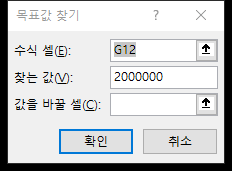 목표값 찾기 ? ×
수식 셀(E): G12
찾는 값(V): 2000000
값을 바꿀 셀(C):
확인 취소